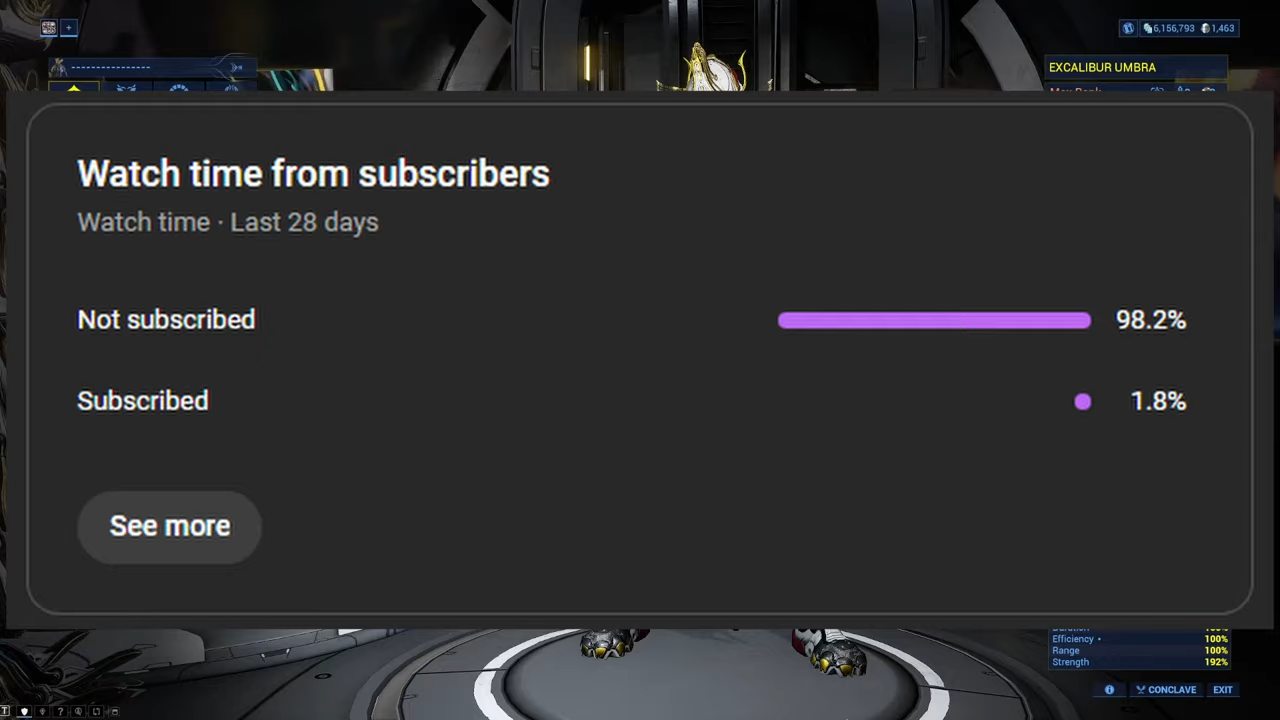 6,156,793 1,463
EXCALIBUR UMBRA
Watch time from subscribers
Watch time · Last 28 days
Not subscribed 98.2%
Subscribed 1.8%
See more
Efficiency 100%
Range 100%
Strength 192%
CONCLAVE EXIT